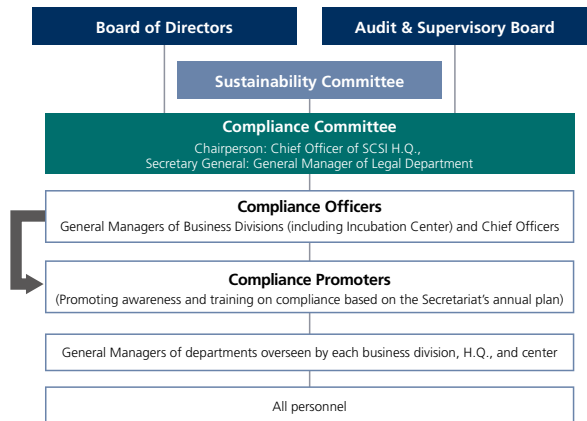 Board of Directors
Audit & Supervisory Board
Sustainability Committee
Compliance Committee
Chairperson: Chief Officer of SCSI H.Q.,
Secretary General: General Manager of Legal Department
Compliance Officers
General Managers of Business Divisions (including Incubation Center) and Chief Officers
Compliance Promoters
(Promoting awareness and training on compliance based on the Secretariat’s annual plan)
General Managers of departments overseen by each business division, H.Q., and center
All personnel